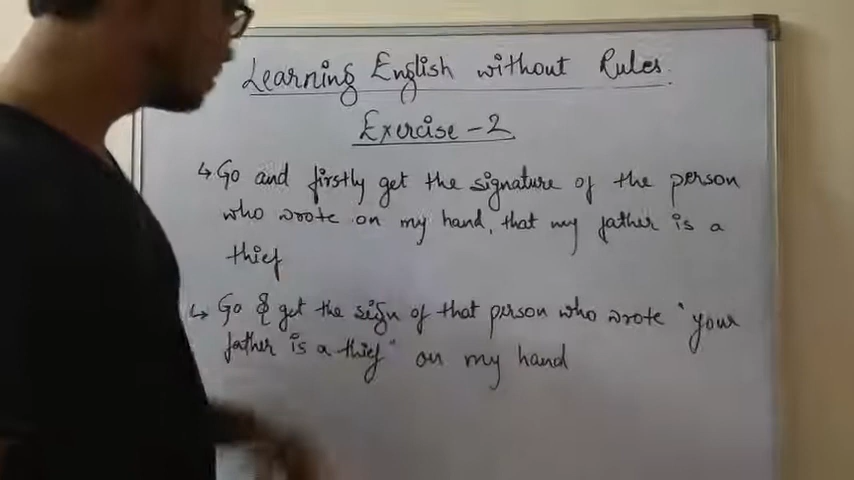 Learning English without Rules.
Exercise - 2
↳ Go and firstly get the signature of the person
who wrote on my hand, that my father is a
thief
↳ Go & get the sign of that person who wrote "your
father is a thief" on my hand